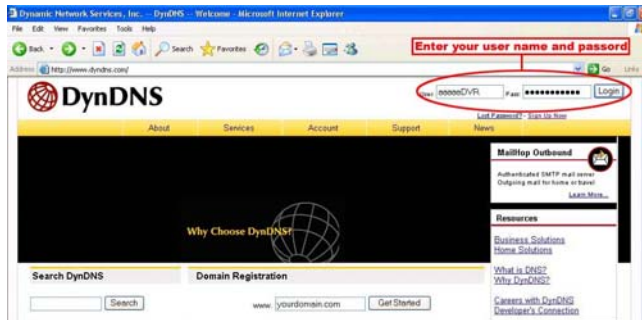 Dynamic Network Services, Inc. -- DynDNS -- Welcome - Microsoft Internet Explorer
File Edit View Favorites Tools Help
Back Search Favorites
Enter your user name and passord
Address http://www.dyndns.com/ Go Links
DynDNS
User: Pass: Login
Lost Password? - Sign Up Now
About Services Account Support News
MailHop Outbound
Authenticated SMTP mail server
Outgoing mail for home or travel
Learn More...
Why Choose DynDNS?
Resources
Business Solutions
Home Solutions
What is DNS?
Why DynDNS?
Careers with DynDNS
Developer's Connection
Search DynDNS
Search
Domain Registration
www. yourdomain.com Get Started